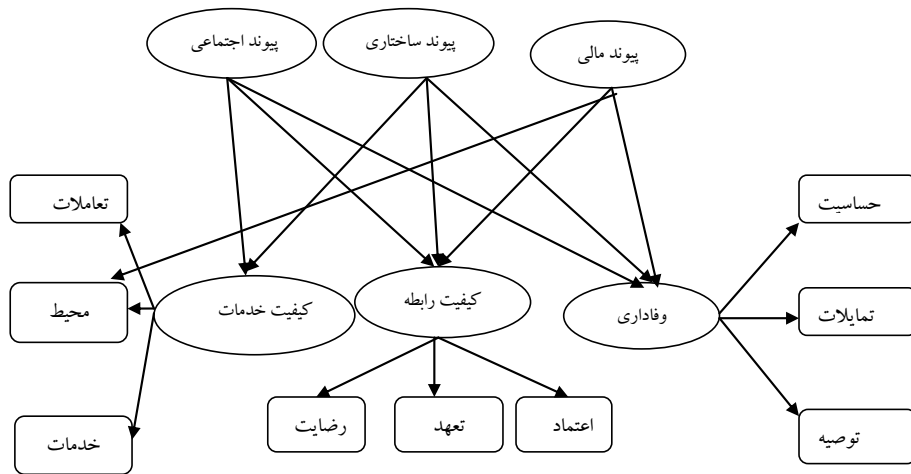 پیوند اجتماعی
پیوند ساختاری
پیوند مالی
تعاملات
محیط
خدمات
کیفیت خدمات
کیفیت رابطه
وفاداری
رضایت
تعهد
اعتماد
حساسیت
تمایلات
توصیه